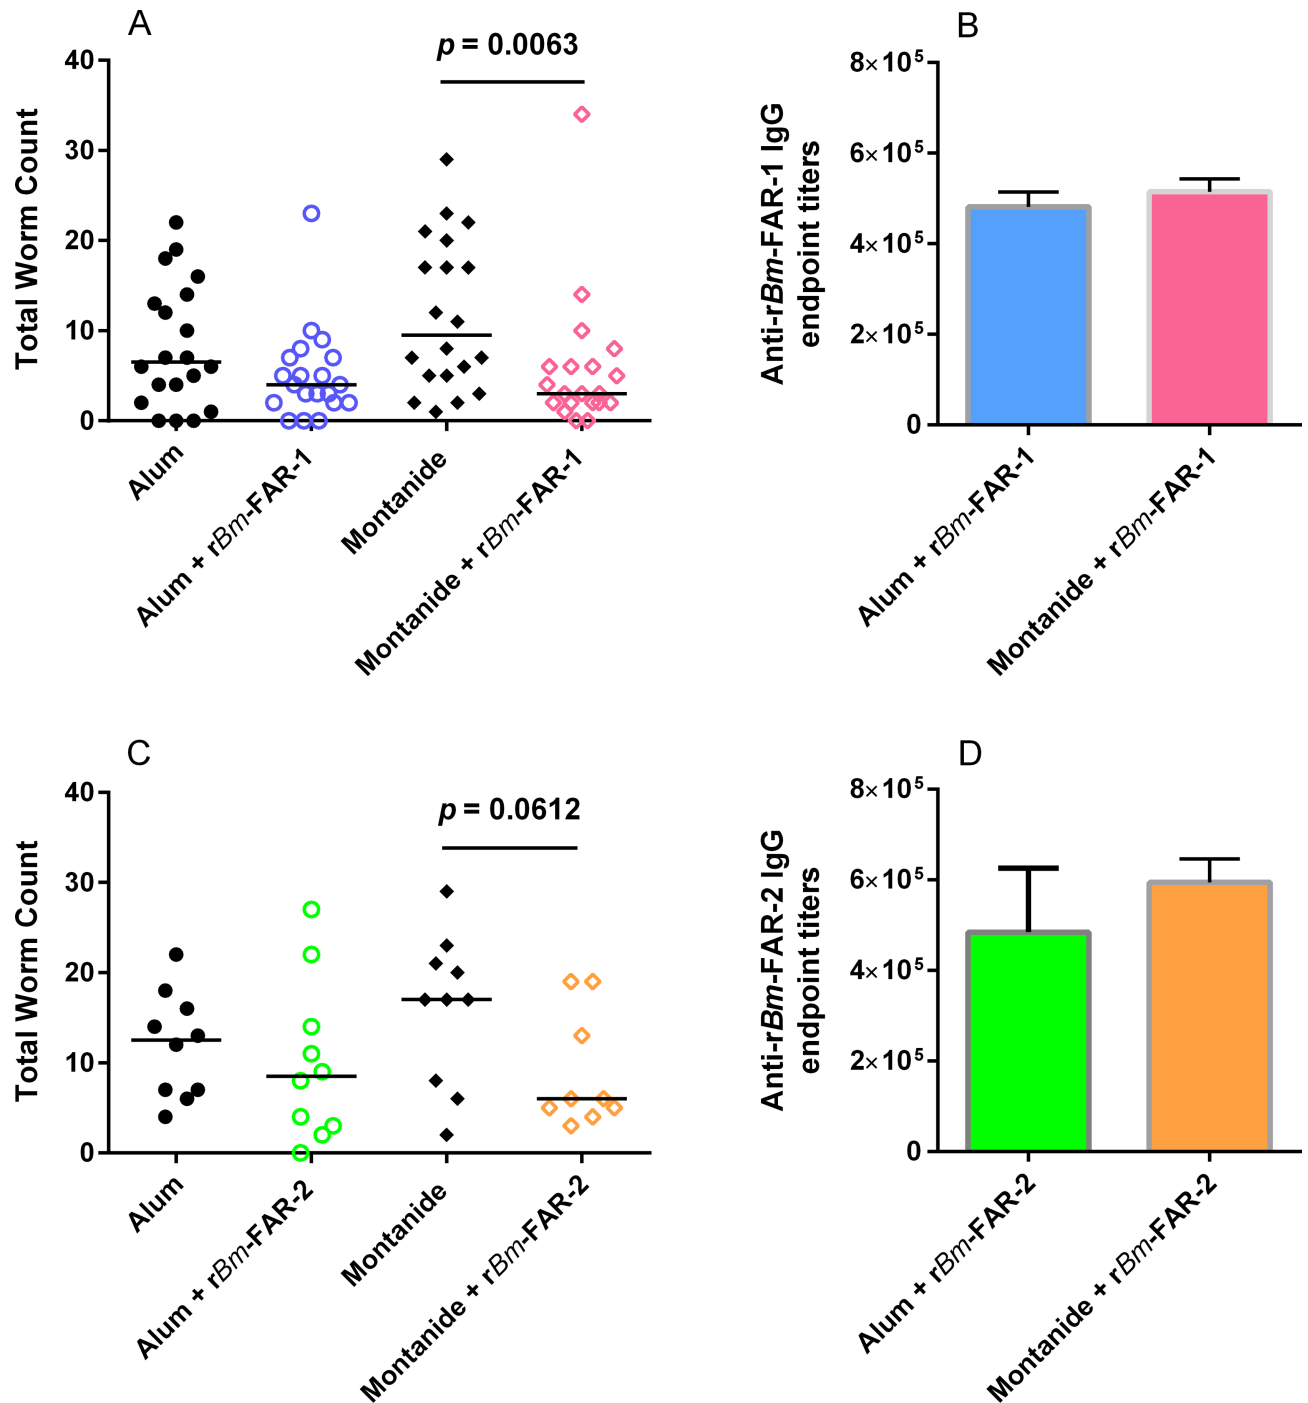 A
p = 0.0063
Total Worm Count
40
30
20
10
0
Alum
Alum + rBm-FAR-1
Montanide
Montanide + rBm-FAR-1
B
Anti-rBm-FAR-1 IgG
endpoint titers
8×10⁵
6×10⁵
4×10⁵
2×10⁵
0
Alum + rBm-FAR-1
Montanide + rBm-FAR-1
C
p = 0.0612
Total Worm Count
40
30
20
10
0
Alum
Alum + rBm-FAR-2
Montanide
Montanide + rBm-FAR-2
D
Anti-rBm-FAR-2 IgG
endpoint titers
8×10⁵
6×10⁵
4×10⁵
2×10⁵
0
Alum + rBm-FAR-2
Montanide + rBm-FAR-2